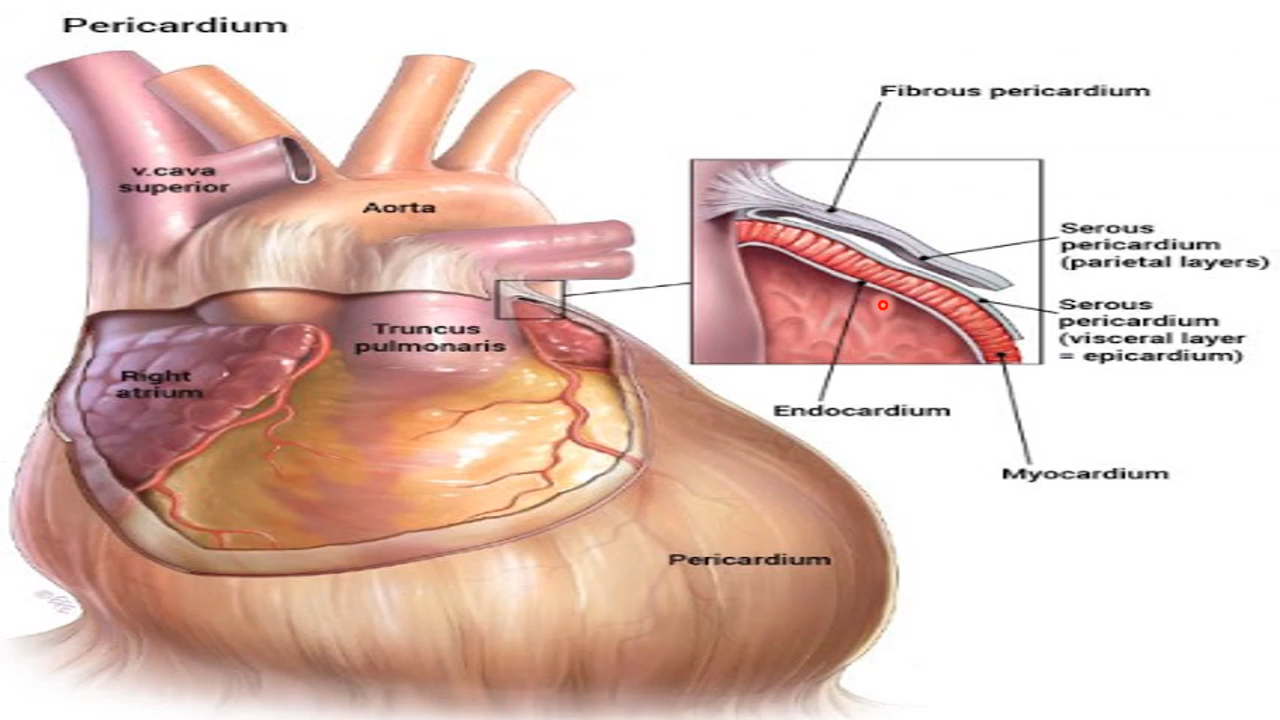 Pericardium
Fibrous pericardium
v.cava
superior
Aorta
Serous
pericardium
(parietal layers)
Serous
pericardium
(visceral layer
= epicardium)
Truncus
pulmonaris
Right
atrium
Endocardium
Myocardium
Pericardium